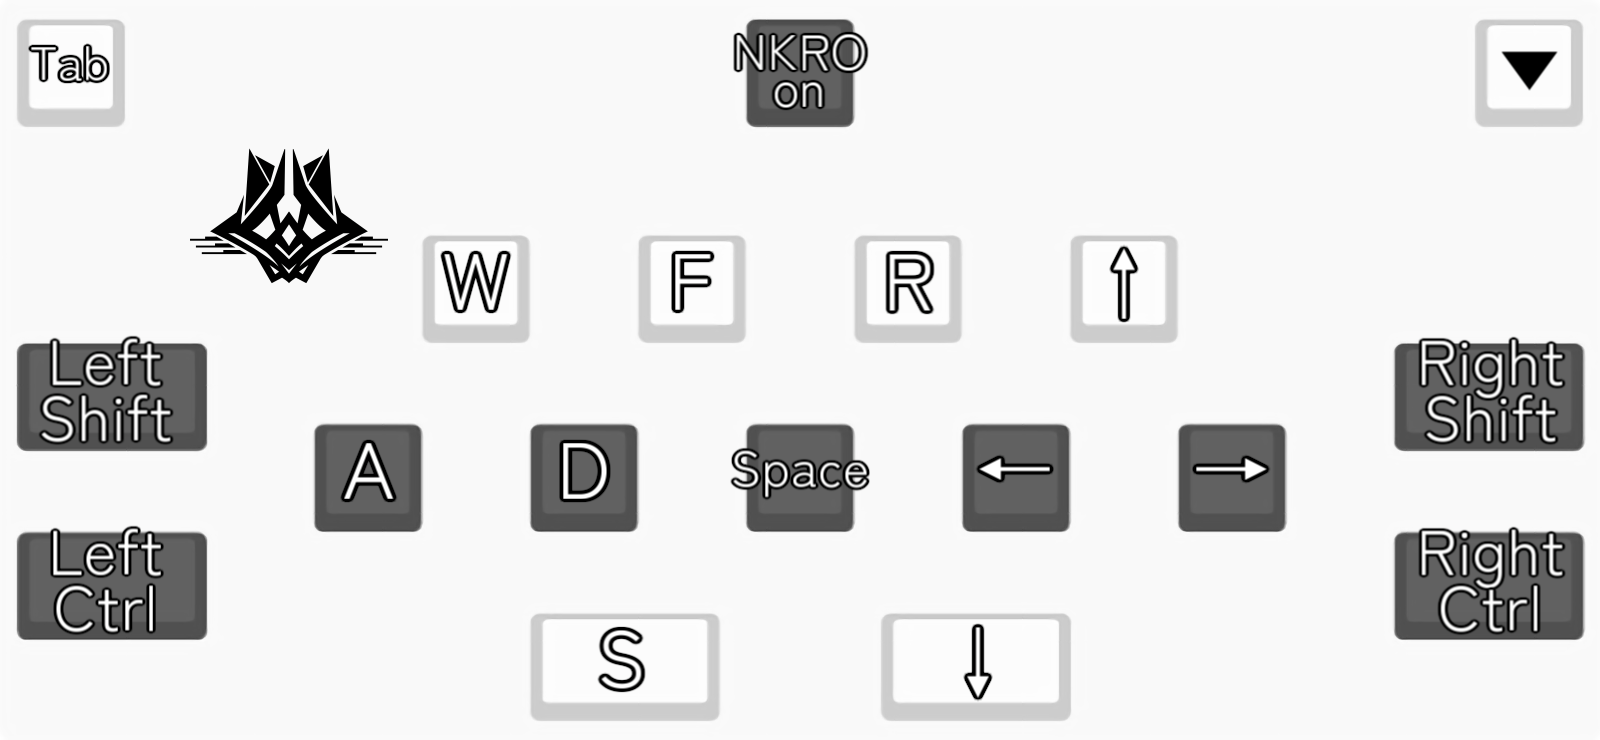 Tab
NKRO
on
▼
W F R ↑
Left
Shift
Right
Shift
A D Space ← →
Left
Ctrl
Right
Ctrl
S ↓